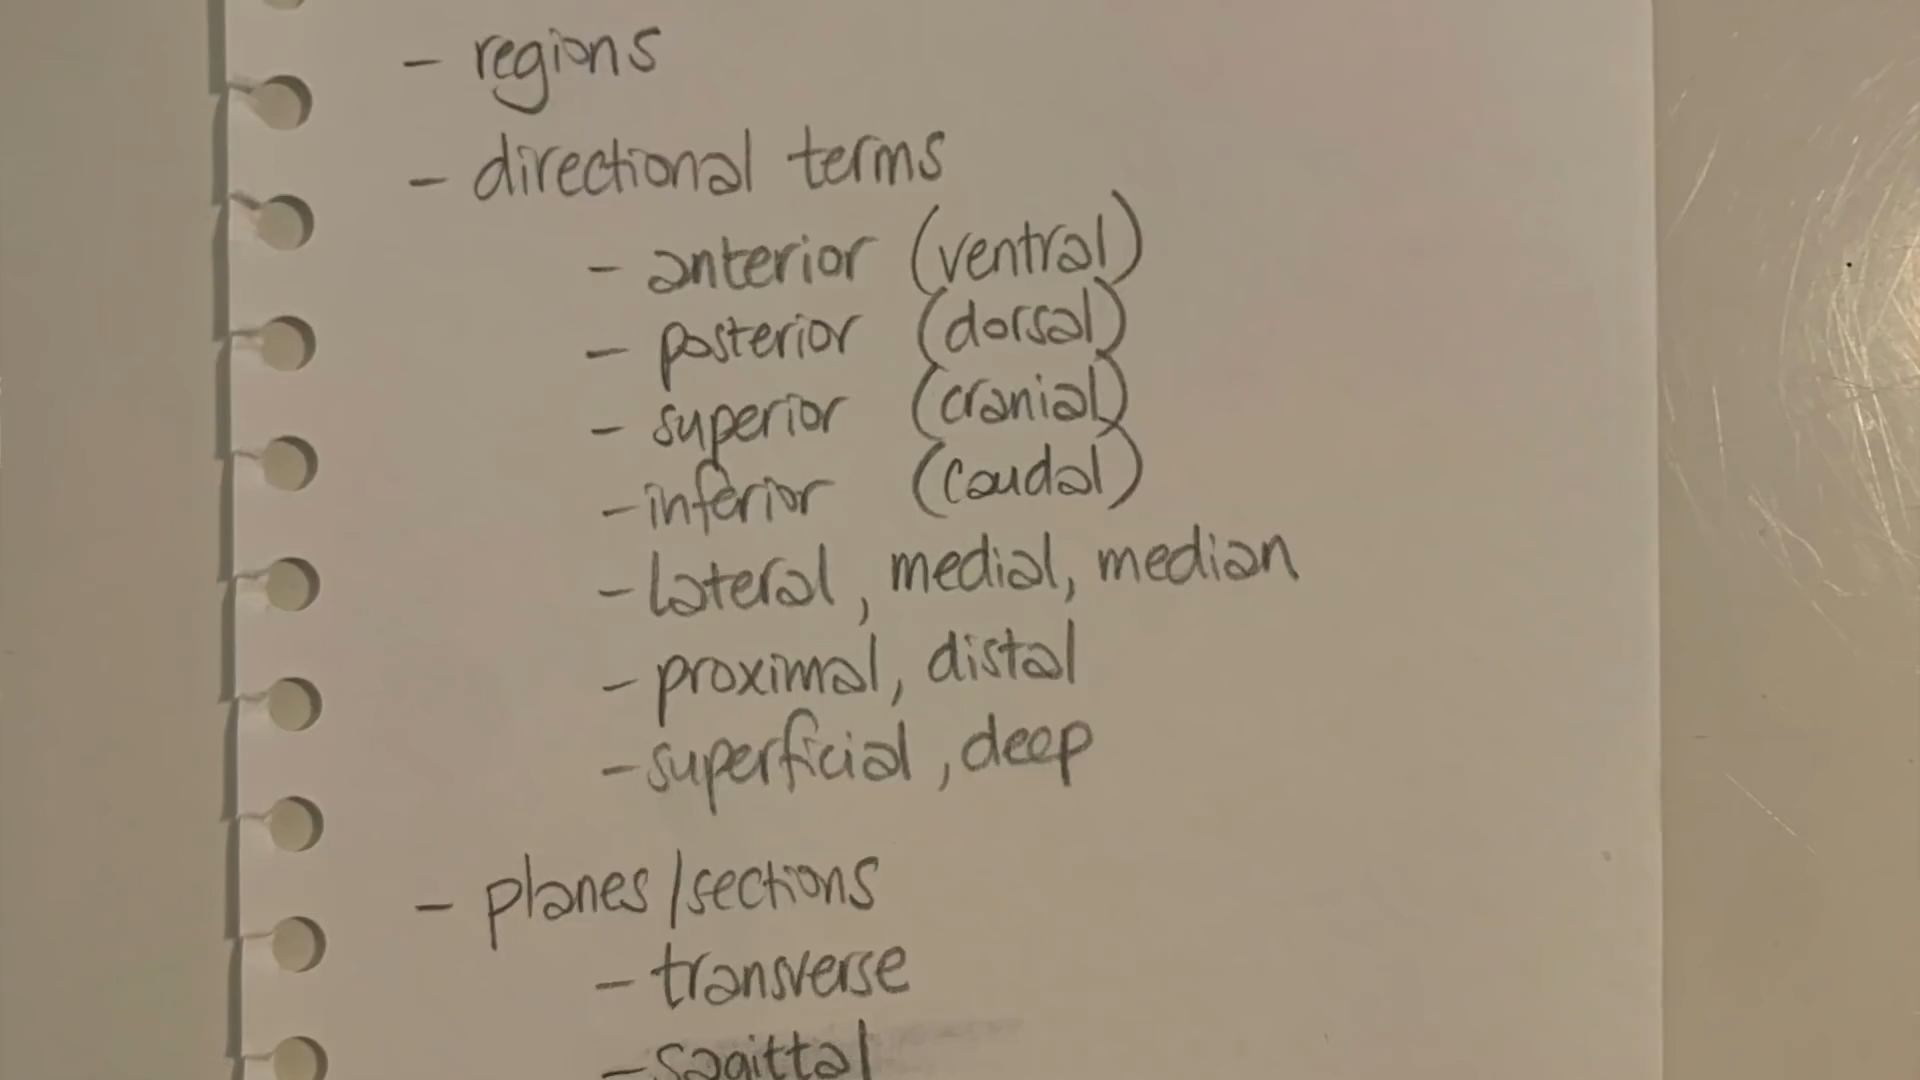 - regions
- directional terms
- anterior (ventral)
- posterior (dorsal)
- superior (cranial)
- inferior (caudal)
- lateral, medial, median
- proximal, distal
- superficial, deep
- planes/sections
- transverse
- sagittal